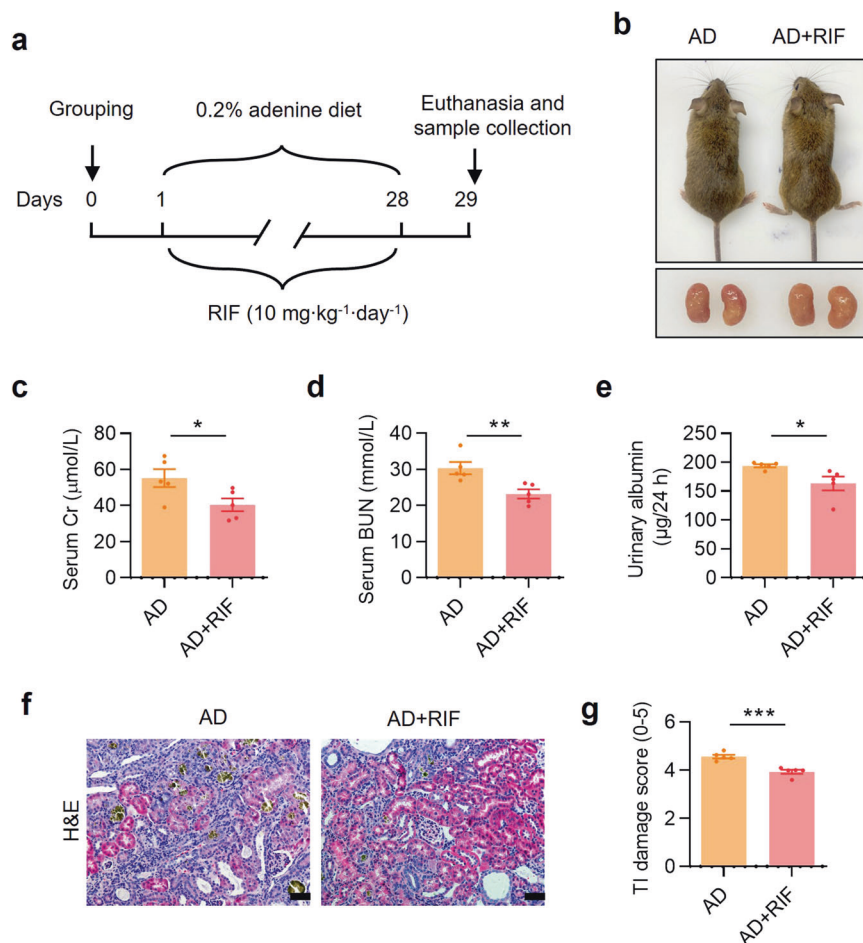 a
Grouping
0.2% adenine diet
Euthanasia and
sample collection
Days 0 1 28 29
RIF (10 mg·kg⁻¹·day⁻¹)
b
AD AD+RIF
c
Serum Cr (μmol/L)
80
60
40
20
0
*
AD
AD+RIF
d
Serum BUN (mmol/L)
40
30
20
10
0
**
AD
AD+RIF
e
Urinary albumin
(μg/24 h)
250
200
150
100
50
0
*
AD
AD+RIF
f
AD AD+RIF
H&E
g
TI damage score (0-5)
6
4
2
0
***
AD
AD+RIF